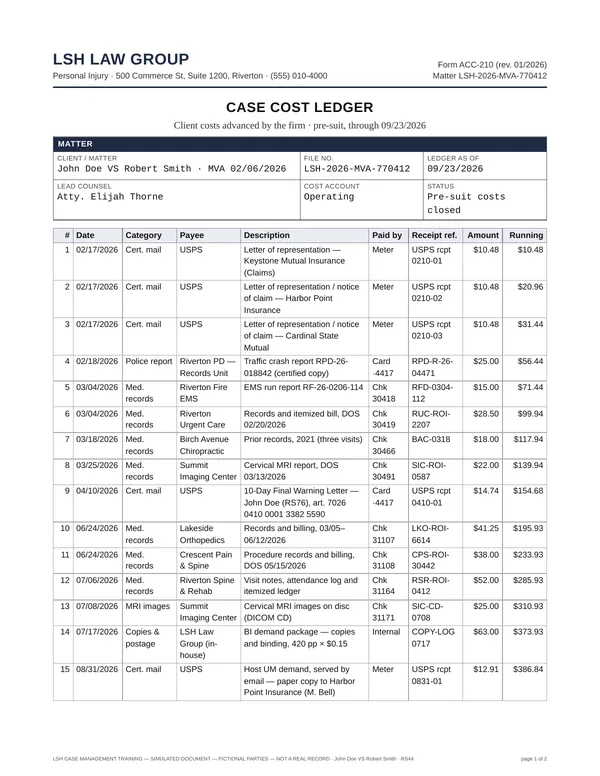 LSH LAW GROUP
Personal Injury · 500 Commerce St, Suite 1200, Riverton · (555) 010-4000
Form ACC-210 (rev. 01/2026)
Matter LSH-2026-MVA-770412
CASE COST LEDGER
Client costs advanced by the firm · pre-suit, through 09/23/2026
MATTER
CLIENT / MATTER FILE NO. LEDGER AS OF
John Doe VS Robert Smith · MVA 02/06/2026 LSH-2026-MVA-770412 09/23/2026
LEAD COUNSEL COST ACCOUNT STATUS
Atty. Elijah Thorne Operating Pre-suit costs
closed
# Date Category Payee Description Paid by Receipt ref. Amount Running
1 02/17/2026 Cert. mail USPS Letter of representation — Meter USPS rcpt $10.48 $10.48
Keystone Mutual Insurance 0210-01
(Claims)
2 02/17/2026 Cert. mail USPS Letter of representation / notice Meter USPS rcpt $10.48 $20.96
of claim — Harbor Point 0210-02
Insurance
3 02/17/2026 Cert. mail USPS Letter of representation / notice Meter USPS rcpt $10.48 $31.44
of claim — Cardinal State 0210-03
Mutual
4 02/18/2026 Police report Riverton PD — Traffic crash report RPD-26- Card RPD-R-26- $25.00 $56.44
Records Unit 018842 (certified copy) ·4417 04471
5 03/04/2026 Med. Riverton Fire EMS run report RF-26-0206-114 Chk RFD-0304- $15.00 $71.44
records EMS 30418 112
6 03/04/2026 Med. Riverton Records and itemized bill, DOS Chk RUC-ROI- $28.50 $99.94
records Urgent Care 02/20/2026 30419 2207
7 03/18/2026 Med. Birch Avenue Prior records, 2021 (three visits) Chk BAC-0318 $18.00 $117.94
records Chiropractic 30466
8 03/25/2026 Med. Summit Cervical MRI report, DOS Chk SIC-ROI- $22.00 $139.94
records Imaging Center 03/13/2026 30491 0587
9 04/10/2026 Cert. mail USPS 10-Day Final Warning Letter — Card USPS rcpt $14.74 $154.68
John Doe (RS76), art. 7026 ·4417 0410-01
0410 0001 3382 5590
10 06/24/2026 Med. Lakeside Records and billing, 03/05– Chk LKO-ROI- $41.25 $195.93
records Orthopedics 06/12/2026 31107 6614
11 06/24/2026 Med. Crescent Pain Procedure records and billing, Chk CPS-ROI- $38.00 $233.93
records & Spine DOS 05/15/2026 31108 30442
12 07/06/2026 Med. Riverton Spine Visit notes, attendance log and Chk RSR-ROI- $52.00 $285.93
records & Rehab itemized ledger 31164 0412
13 07/08/2026 MRI images Summit Cervical MRI images on disc Chk SIC-CD- $25.00 $310.93
Imaging Center (DICOM CD) 31171 0708
14 07/17/2026 Copies & LSH Law BI demand package — copies Internal COPY-LOG $63.00 $373.93
postage Group (in- and binding, 420 pp × $0.15 0717
house)
15 08/31/2026 Cert. mail USPS Host UM demand, served by Meter USPS rcpt $12.91 $386.84
email — paper copy to Harbor 0831-01
Point Insurance (M. Bell)
LSH CASE MANAGEMENT TRAINING — SIMULATED DOCUMENT — FICTIONAL PARTIES — NOT A REAL RECORD · John Doe VS Robert Smith · RS44 page 1 of 2